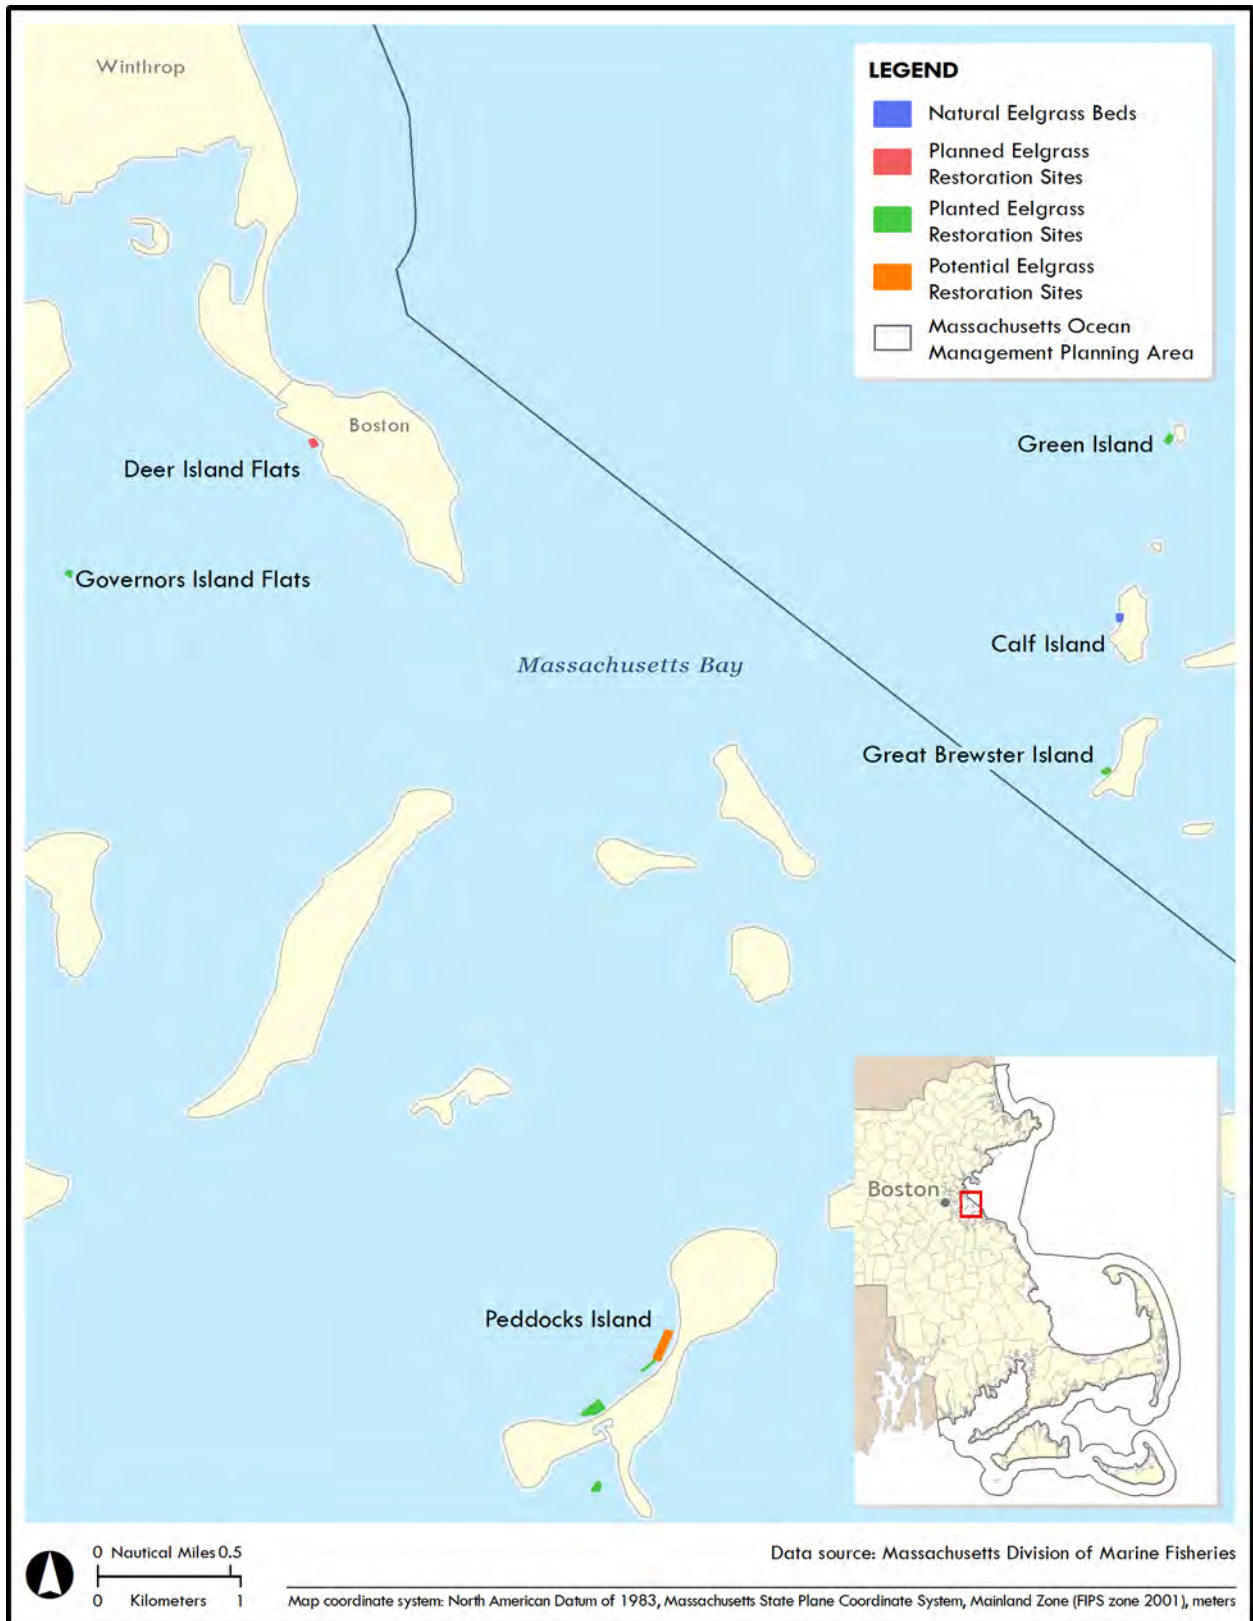 Winthrop
LEGEND
Natural Eelgrass Beds
Planned Eelgrass
Restoration Sites
Planted Eelgrass
Restoration Sites
Potential Eelgrass
Restoration Sites
Massachusetts Ocean
Management Planning Area
Boston
Deer Island Flats
Green Island
Governors Island Flats
Calf Island
Massachusetts Bay
Great Brewster Island
Boston
Peddocks Island
0 Nautical Miles 0.5
0 Kilometers 1
Data source: Massachusetts Division of Marine Fisheries
Map coordinate system: North American Datum of 1983, Massachusetts State Plane Coordinate System, Mainland Zone (FIPS zone 2001), meters